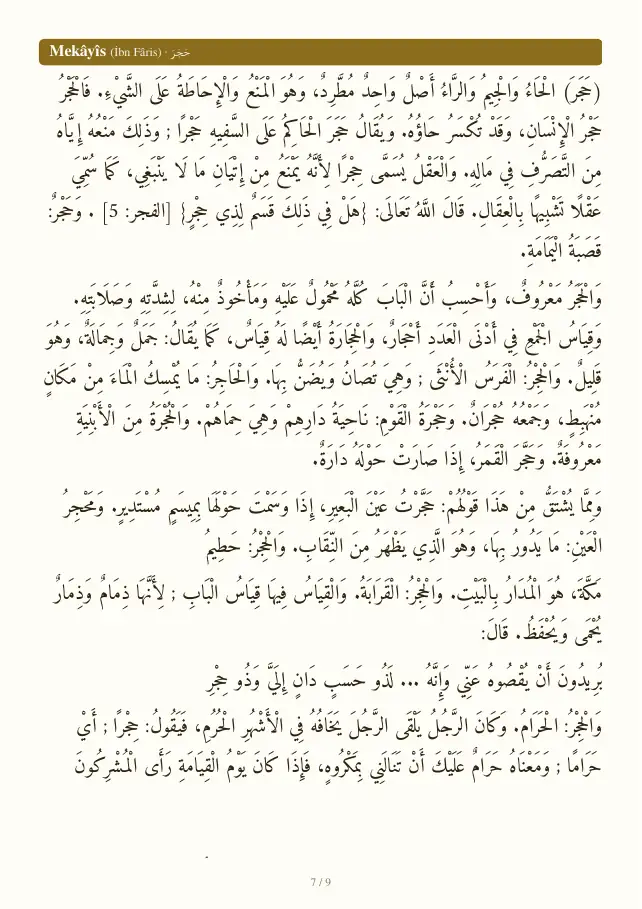 Mekâyîs (İbn Fâris) · حَجَرَ
(حَجَرَ) الْحَاءُ وَالْجِيمُ وَالرَّاءُ أَصْلٌ وَاحِدٌ مُطَّرِدٌ، وَهُوَ الْمَنْعُ وَالْإِحَاطَةُ عَلَى الشَّيْءِ. فَالْحَجْرُ
حَجْرُ الْإِنْسَانِ، وَقَدْ تُكْسَرُ حَاؤُهُ. وَيُقَالُ حَجَرَ الْحَاكِمُ عَلَى السَّفِيهِ حَجْرًا ; وَذَلِكَ مَنْعُهُ إِيَّاهُ
مِنَ التَّصَرُّفِ فِي مَالِهِ. وَالْعَقْلُ يُسَمَّى حِجْرًا لِأَنَّهُ يَمْنَعُ مِنْ إِتْيَانِ مَا لَا يَنْبَغِي، كَمَا سُمِّيَ
عَقْلًا تَشْبِيهًا بِالْعِقَالِ. قَالَ اللَّهُ تَعَالَى: {هَلْ فِي ذَلِكَ قَسَمٌ لِذِي حِجْرٍ} [الفجر: 5] . وَحَجْرٌ:
قَصَبَةُ الْيَمَامَةِ.
وَالْحَجَرُ مَعْرُوفٌ، وَأَحْسِبُ أَنَّ الْبَابَ كُلَّهُ مَحْمُولٌ عَلَيْهِ وَمَأْخُوذٌ مِنْهُ، لِشِدَّتِهِ وَصَلَابَتِهِ.
وَقِيَاسُ الْجَمْعِ فِي أَدْنَى الْعَدَدِ أَحْجَارٌ، وَالْحِجَارَةُ أَيْضًا لَهُ قِيَاسٌ، كَمَا يُقَالُ: جَمَلٌ وَجِمَالَةٌ، وَهُوَ
قَلِيلٌ. وَالْحِجْرُ: الْفَرَسُ الْأُنْثَى ; وَهِيَ تُصَانُ وَيُضَنُّ بِهَا. وَالْحَاجِرُ: مَا يُمْسِكُ الْمَاءَ مِنْ مَكَانٍ
مُنْهَبِطٍ، وَجَمْعُهُ حُجْرَانٌ. وَحَجْرَةُ الْقَوْمِ: نَاحِيَةُ دَارِهِمْ وَهِيَ حِمَاهُمْ. وَالْحُجْرَةُ مِنَ الْأَبْنِيَةِ
مَعْرُوفَةٌ. وَحَجَّرَ الْقَمَرُ، إِذَا صَارَتْ حَوْلَهُ دَارَةٌ.
وَمِمَّا يُشْتَقُّ مِنْ هَذَا قَوْلُهُمْ: حَجَّرْتُ عَيْنَ الْبَعِيرِ، إِذَا وَسَمْتَ حَوْلَهَا بِمِيسَمٍ مُسْتَدِيرٍ. وَمَحْجِرُ
الْعَيْنِ: مَا يَدُورُ بِهَا، وَهُوَ الَّذِي يَظْهَرُ مِنَ النِّقَابِ. وَالْحِجْرُ: حَطِيمُ
مَكَّةَ، هُوَ الْمُدَارُ بِالْبَيْتِ. وَالْحِجْرُ: الْقَرَابَةُ. وَالْقِيَاسُ فِيهَا قِيَاسُ الْبَابِ ; لِأَنَّهَا ذِمَامٌ وَذِمَارٌ
يُحْمَى وَيُحْفَظُ. قَالَ:
يُرِيدُونَ أَنْ يُقْصُوهُ عَنِّي وَإِنَّهُ ... لَذُو حَسَبٍ دَانٍ إِلَيَّ وَذُو حِجْرِ
وَالْحِجْرُ: الْحَرَامُ. وَكَانَ الرَّجُلُ يَلْقَى الرَّجُلَ يَخَافُهُ فِي الْأَشْهُرِ الْحُرُمِ، فَيَقُولُ: حِجْرًا ; أَيْ
حَرَامًا ; وَمَعْنَاهُ حَرَامٌ عَلَيْكَ أَنْ تَنَالَنِي بِمَكْرُوهٍ، فَإِذَا كَانَ يَوْمُ الْقِيَامَةِ رَأَى الْمُشْرِكُونَ
7 / 9